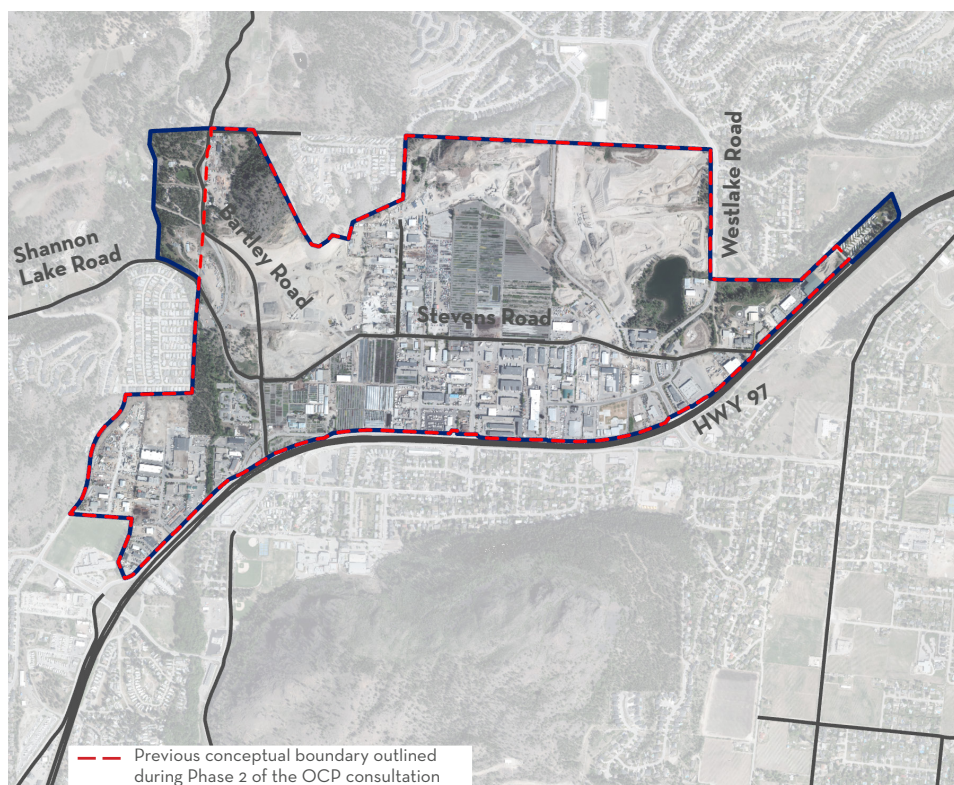 Westlake Road
Shannon
Lake Road
Bartley Road
Stevens Road
HWY 97
Previous conceptual boundary outlined
during Phase 2 of the OCP consultation